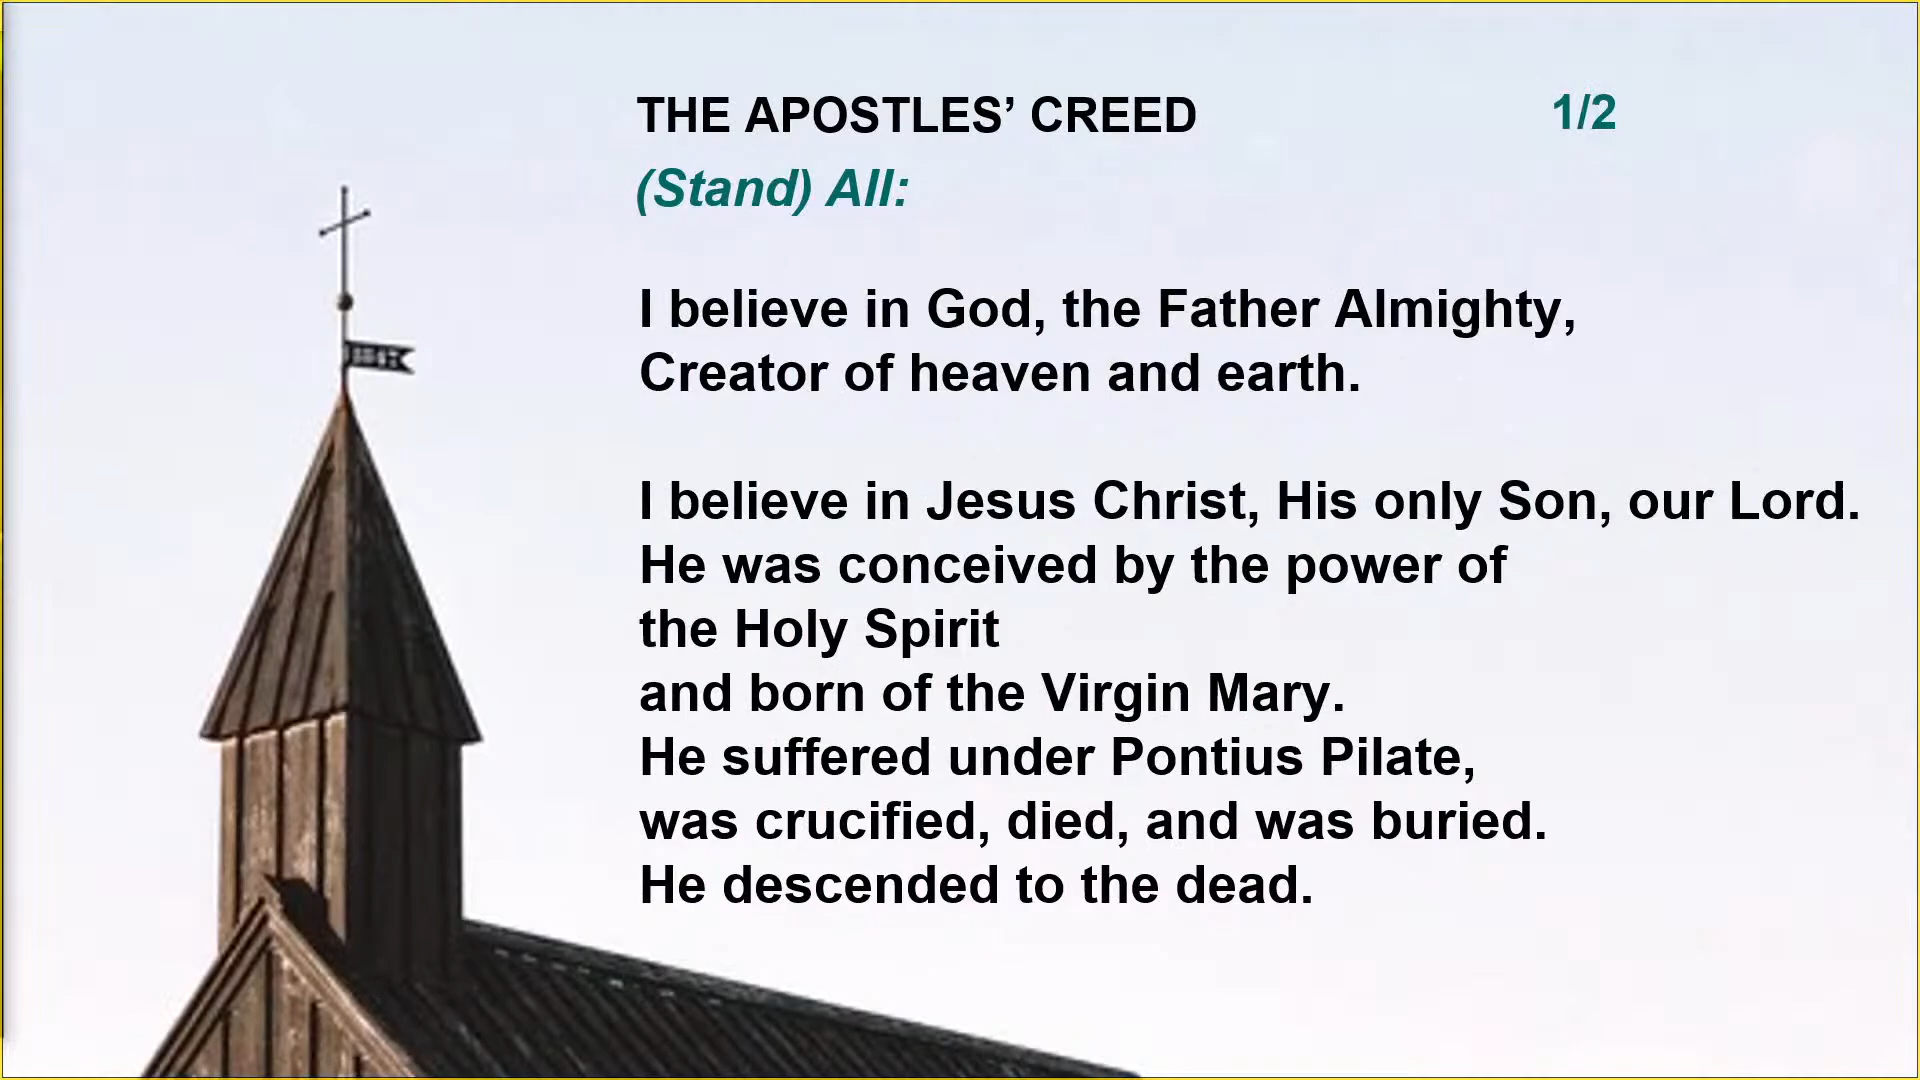 THE APOSTLES’ CREED 1/2
(Stand) All:
I believe in God, the Father Almighty,
Creator of heaven and earth.
I believe in Jesus Christ, His only Son, our Lord.
He was conceived by the power of
the Holy Spirit
and born of the Virgin Mary.
He suffered under Pontius Pilate,
was crucified, died, and was buried.
He descended to the dead.